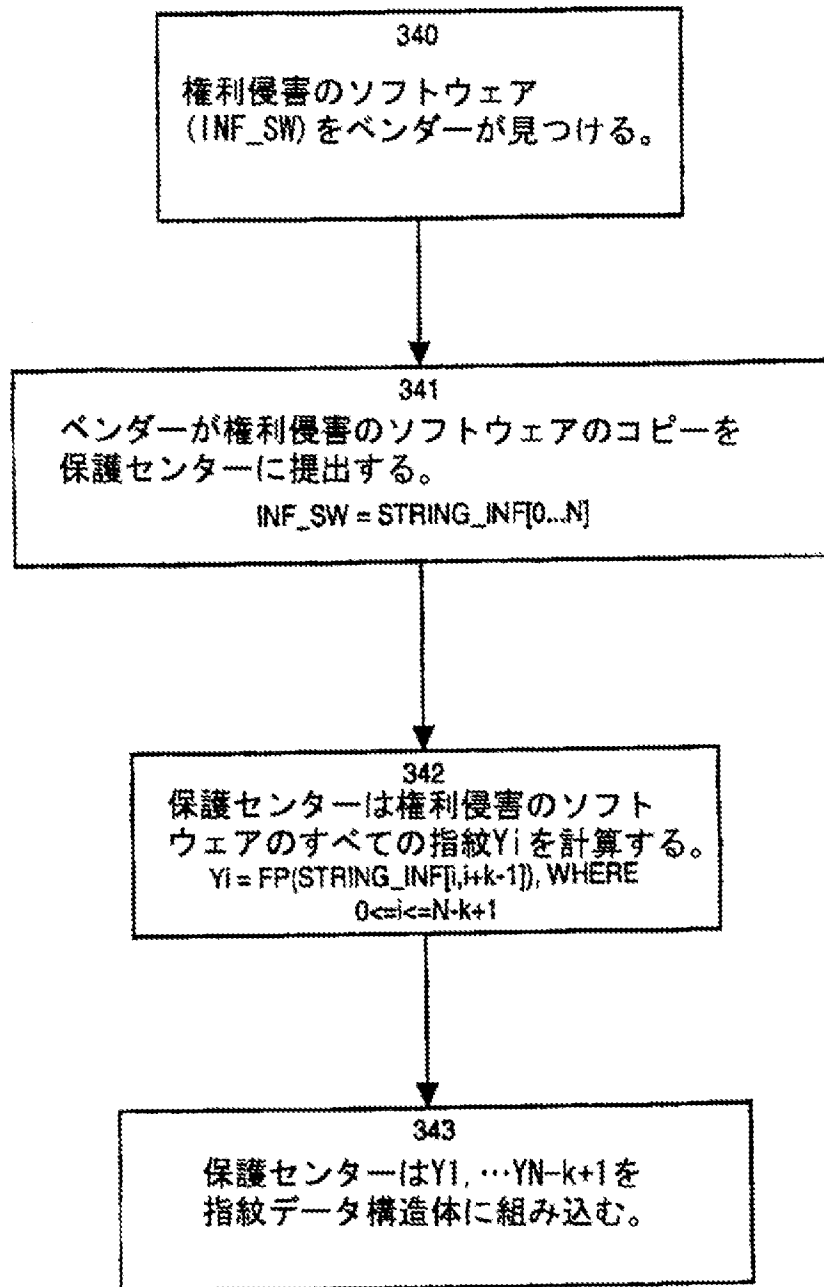 340
権利侵害のソフトウェア
(INF_SW)をベンダーが見つける。
341
ベンダーが権利侵害のソフトウェアのコピーを
保護センターに提出する。
INF_SW = STRING_INF[0...N]
342
保護センターは権利侵害のソフト
ウェアのすべての指紋Yiを計算する。
Yi = FP(STRING_INF[i,i+k-1]), WHERE
0<=i<=N-k+1
343
保護センターはY1, …YN-k+1を
指紋データ構造体に組み込む。